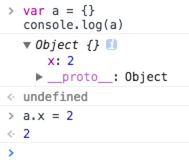 > var a = {}
console.log(a)
▼ Object {} i
x: 2
▶ __proto__: Object
< undefined
> a.x = 2
< 2
>